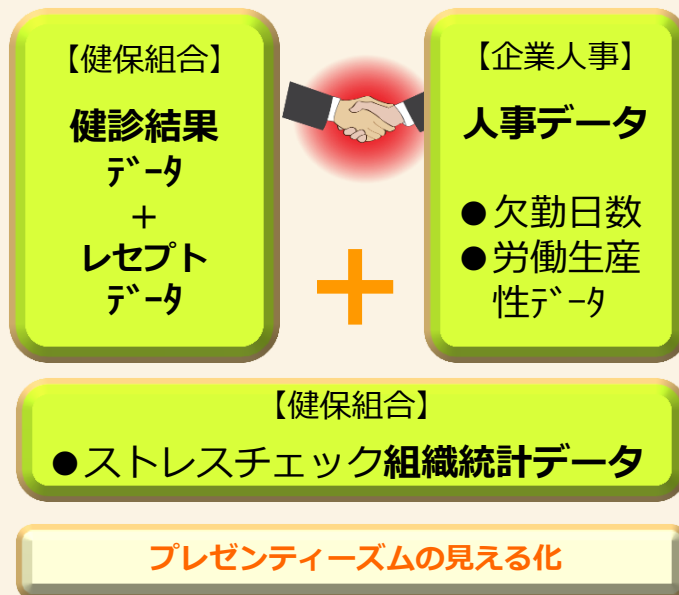 【健保組合】
健診結果
ﾃﾞｰﾀ
+
レセプト
ﾃﾞｰﾀ
【企業人事】
人事データ
●欠勤日数
●労働生産
性ﾃﾞｰﾀ
+
【健保組合】
●ストレスチェック組織統計データ
プレゼンティーズムの見える化